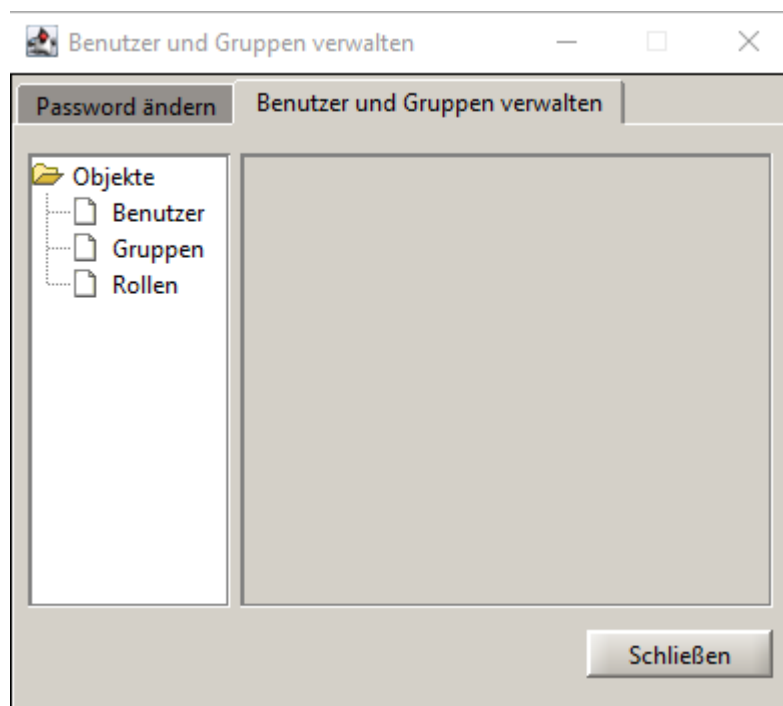 Benutzer und Gruppen verwalten
Password ändern
Benutzer und Gruppen verwalten
Objekte
Benutzer
Gruppen
Rollen
Schließen